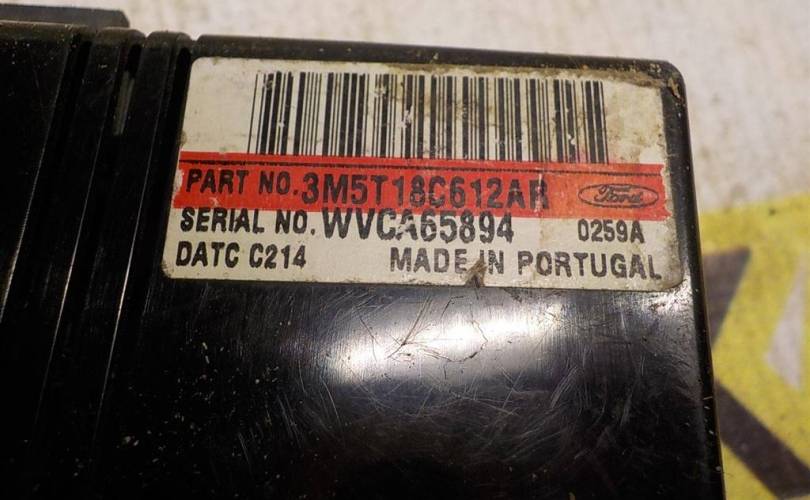 PART NO. 3M5T18C612AR Ford
SERIAL NO. WVCA65894 0259A
DATC C214 MADE IN PORTUGAL